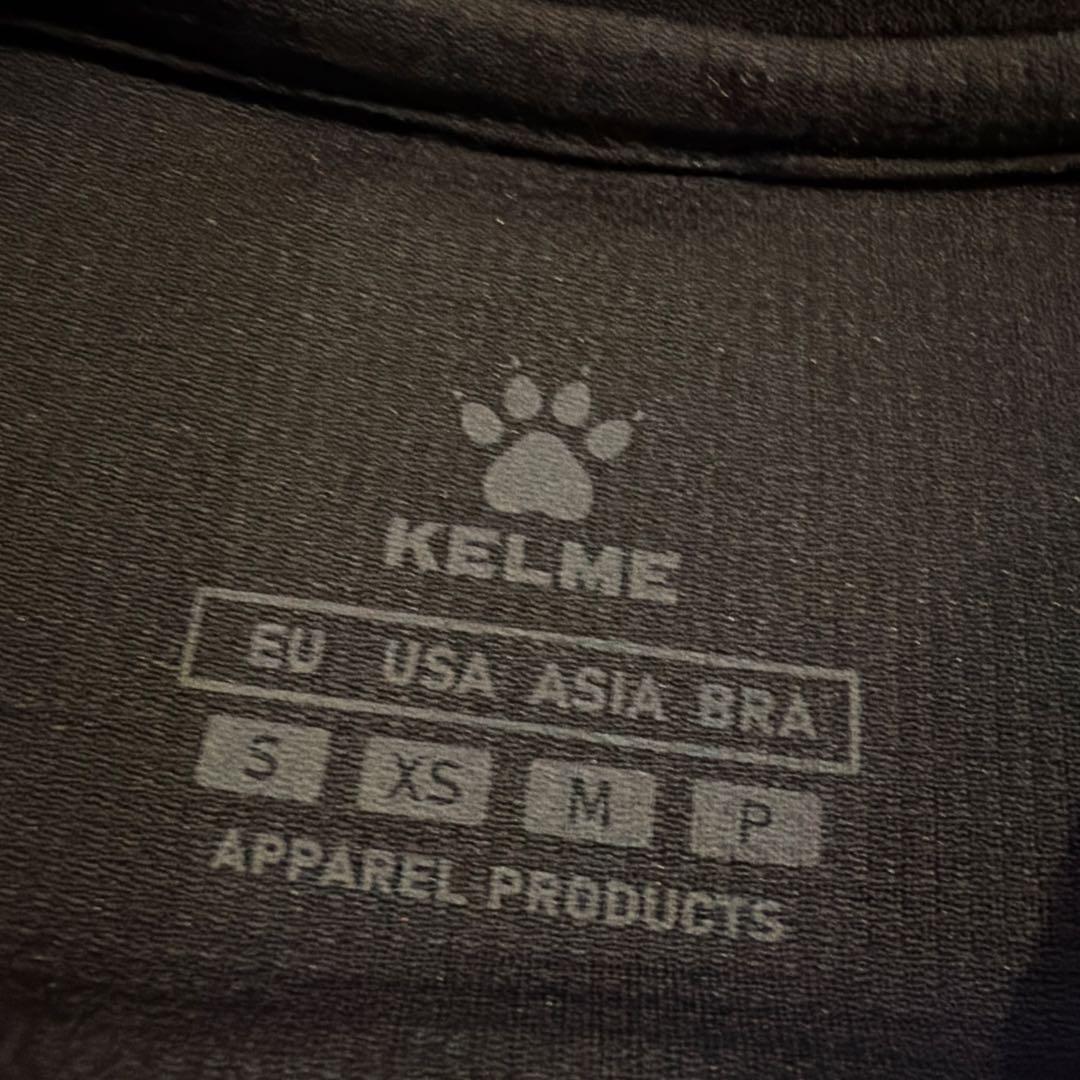 KELME
EU USA ASIA BRA
S XS M P
APPAREL PRODUCTS